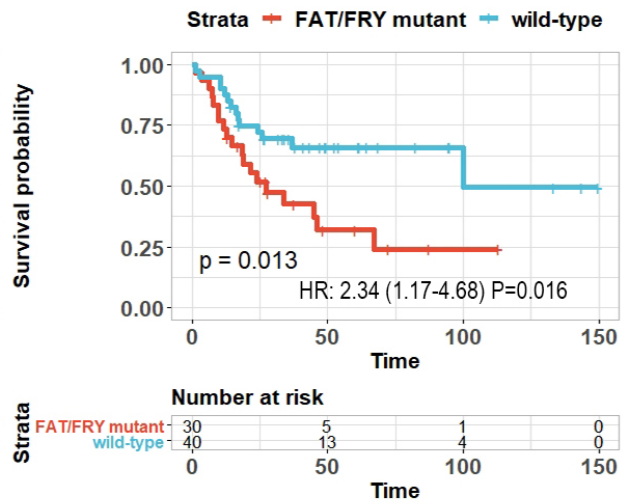 Strata FAT/FRY mutant wild-type
Survival probability
1.00
0.75
0.50
0.25
0.00
p = 0.013
HR: 2.34 (1.17-4.68) P=0.016
0 50 100 150
Time
Number at risk
Strata
FAT/FRY mutant 30 5 1 0
wild-type 40 13 4 0
0 50 100 150
Time